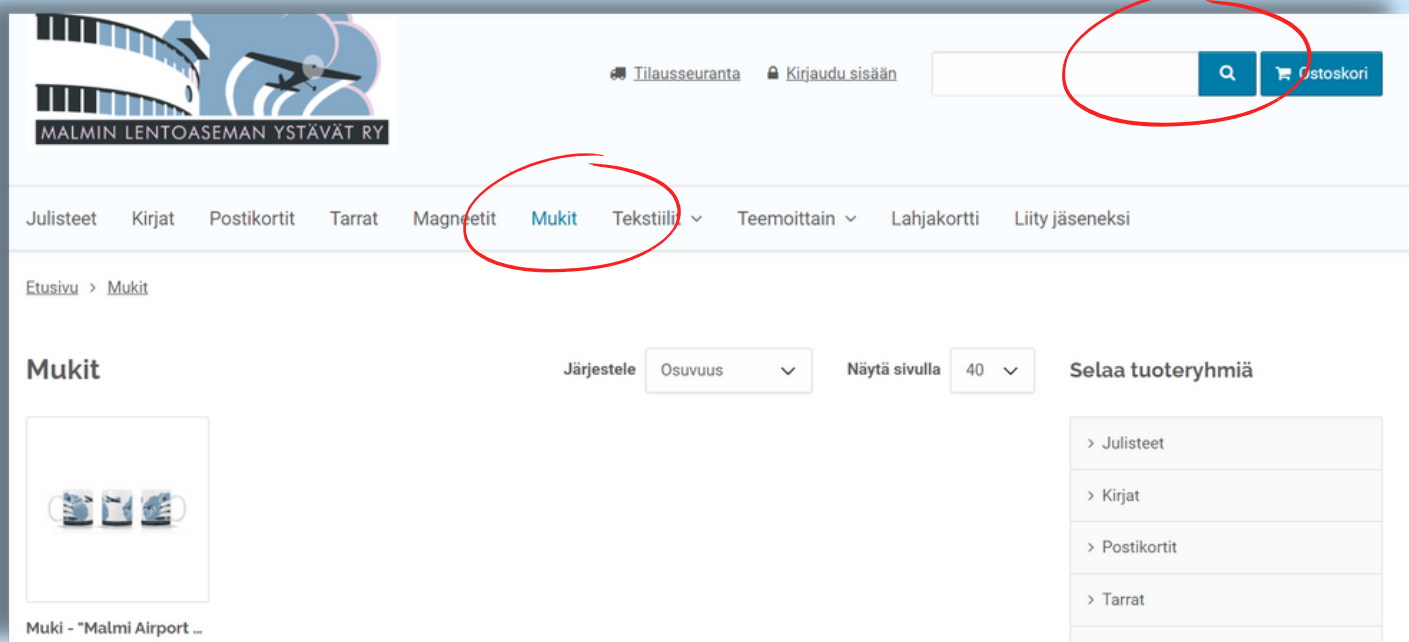 MALMIN LENTOASEMAN YSTÄVÄT RY
Tilausseuranta Kirjaudu sisään Ostoskori
Julisteet Kirjat Postikortit Tarrat Magneetit Mukit Tekstiilit Teemoittain Lahjakortti Liity jäseneksi
Etusivu > Mukit
Mukit Järjestele Osuvuus Näytä sivulla 40 Selaa tuoteryhmiä
> Julisteet
> Kirjat
> Postikortit
> Tarrat
Muki - "Malmi Airport ...